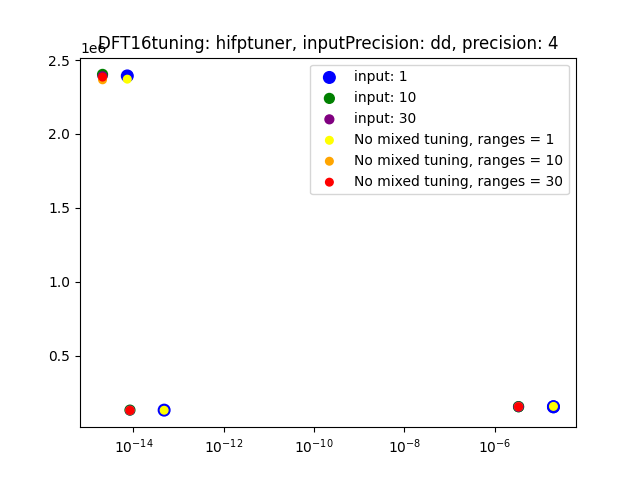 DFT16tuning: hifptuner, inputPrecision: dd, precision: 4
1e6
2.5
2.0
1.5
1.0
0.5
input: 1
input: 10
input: 30
No mixed tuning, ranges = 1
No mixed tuning, ranges = 10
No mixed tuning, ranges = 30
10⁻¹⁴ 10⁻¹² 10⁻¹⁰ 10⁻⁸ 10⁻⁶